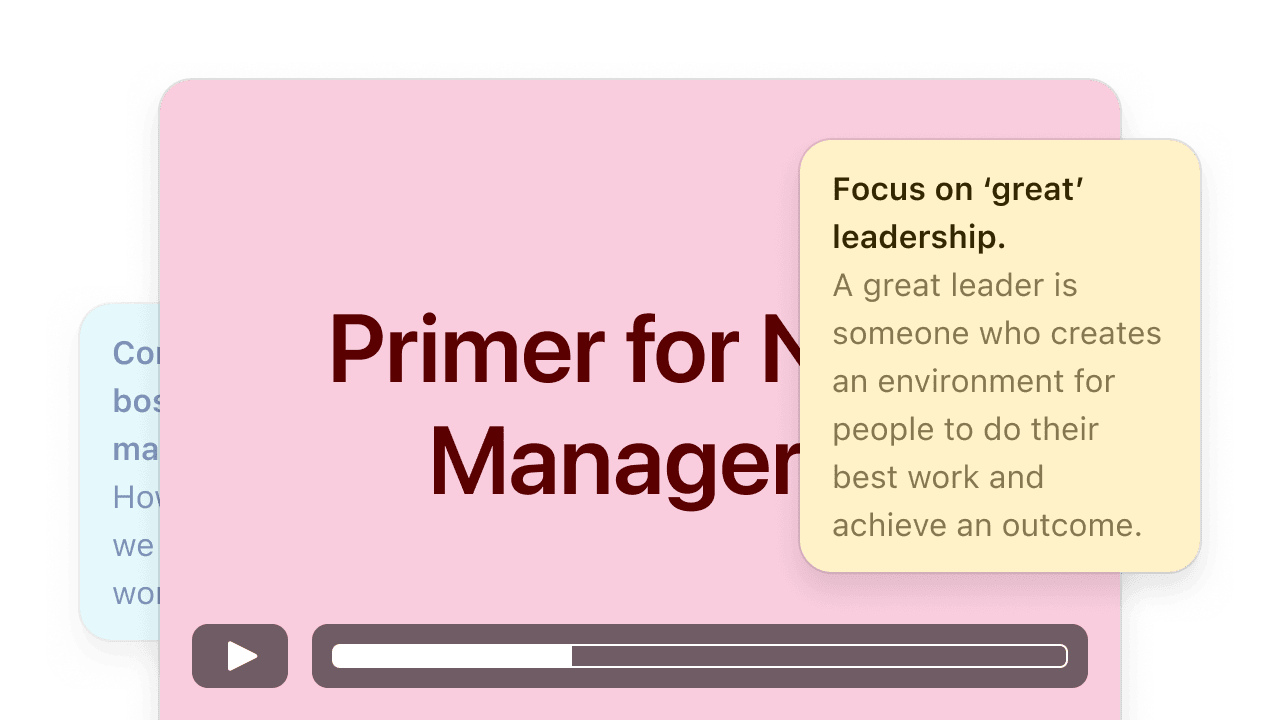 Primer for
Manager
Focus on ‘great’
leadership.
A great leader is
someone who creates
an environment for
people to do their
best work and
achieve an outcome.
we